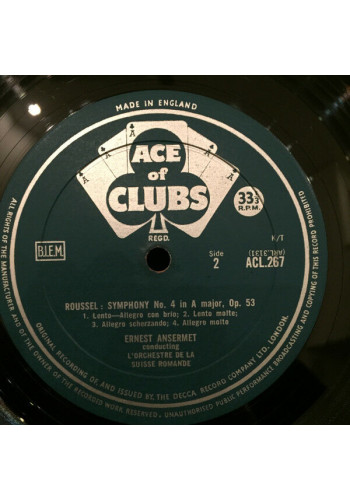 MADE IN ENGLAND
ACE
of
CLUBS
REGD.
33⅓
R.P.M.
K/T
B.I.E.M.
Side
2
ACL.267
ROUSSEL: SYMPHONY No. 4 in A major, Op. 53
1. Lento—Allegro con brio; 2. Lento molto;
3. Allegro scherzando; 4. Allegro molto
ERNEST ANSERMET
conducting
L'ORCHESTRE DE LA
SUISSE ROMANDE
ALL RIGHTS OF THE MANUFACTURER AND OF THE OWNER OF THE RECORDED WORK RESERVED. UNAUTHORISED PUBLIC PERFORMANCE BROADCASTING AND COPYING OF THIS RECORD PROHIBITED
ORIGINAL RECORDING BY, AND ISSUED BY, THE DECCA RECORD COMPANY LTD., LONDON.